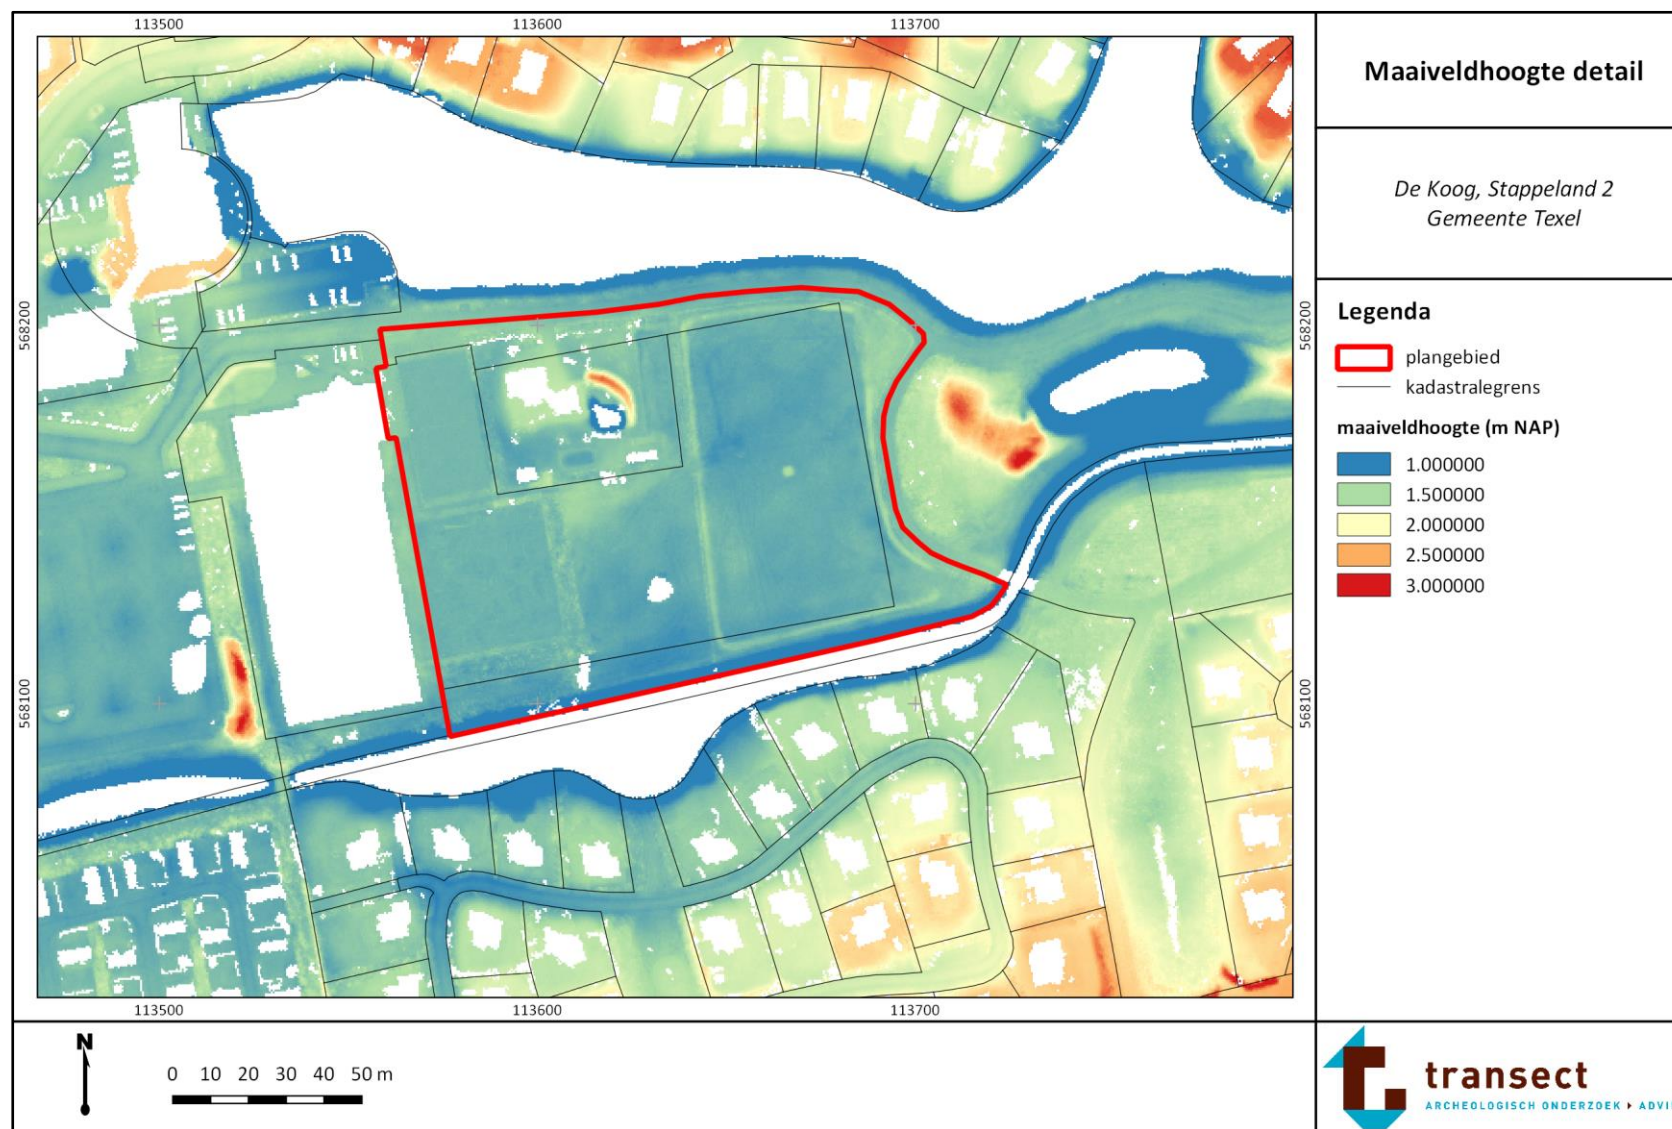 113500 113600 113700
568200 568200
568100 568100
113500 113600 113700
Maaiveldhoogte detail
De Koog, Stappeland 2
Gemeente Texel
Legenda
plangebied
kadastralegrens
maaiveldhoogte (m NAP)
1.000000
1.500000
2.000000
2.500000
3.000000
N
0 10 20 30 40 50 m
transect
ARCHEOLOGISCH ONDERZOEK ▸ ADVI